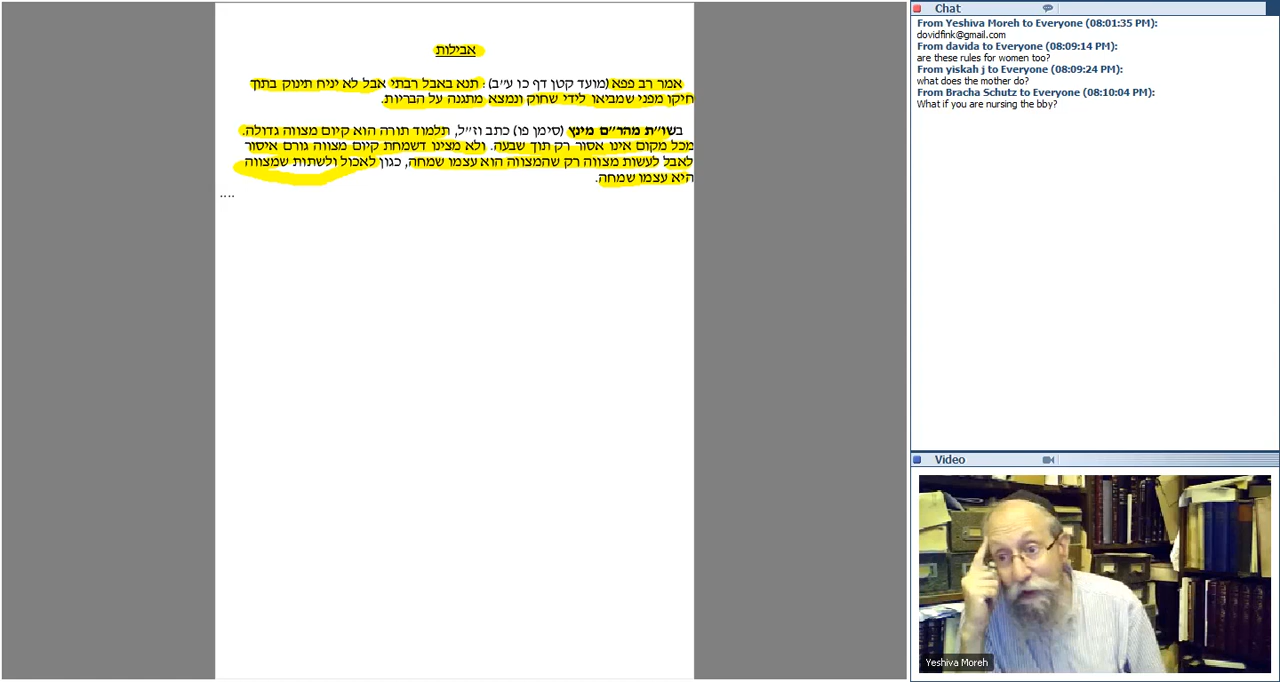 אבילות
אמר רב פפא (מועד קטן דף כו ע״ב) : תנא באבל רבתי אבל לא יניח תינוק בתוך
חיקו מפני שמביאו לידי שחוק ונמצא מתגנה על הבריות.
בשו״ת מהר״ם מינץ (סימן פו) כתב וז״ל, תלמוד תורה הוא קיום מצווה גדולה.
מכל מקום אינו אסור רק תוך שבעה. ולא מצינו דשמחת קיום מצווה גורם איסור
לאבל לעשות מצווה רק שהמצווה הוא עצמו שמחה, כגון לאכול ולשתות שמצווה
היא עצמו שמחה.
....
Chat
From Yeshiva Moreh to Everyone (08:01:35 PM):
dovidfink@gmail.com
From davida to Everyone (08:09:14 PM):
are these rules for women too?
From yiskah j to Everyone (08:09:24 PM):
what does the mother do?
From Bracha Schutz to Everyone (08:10:04 PM):
What if you are nursing the bby?
Video
Yeshiva Moreh